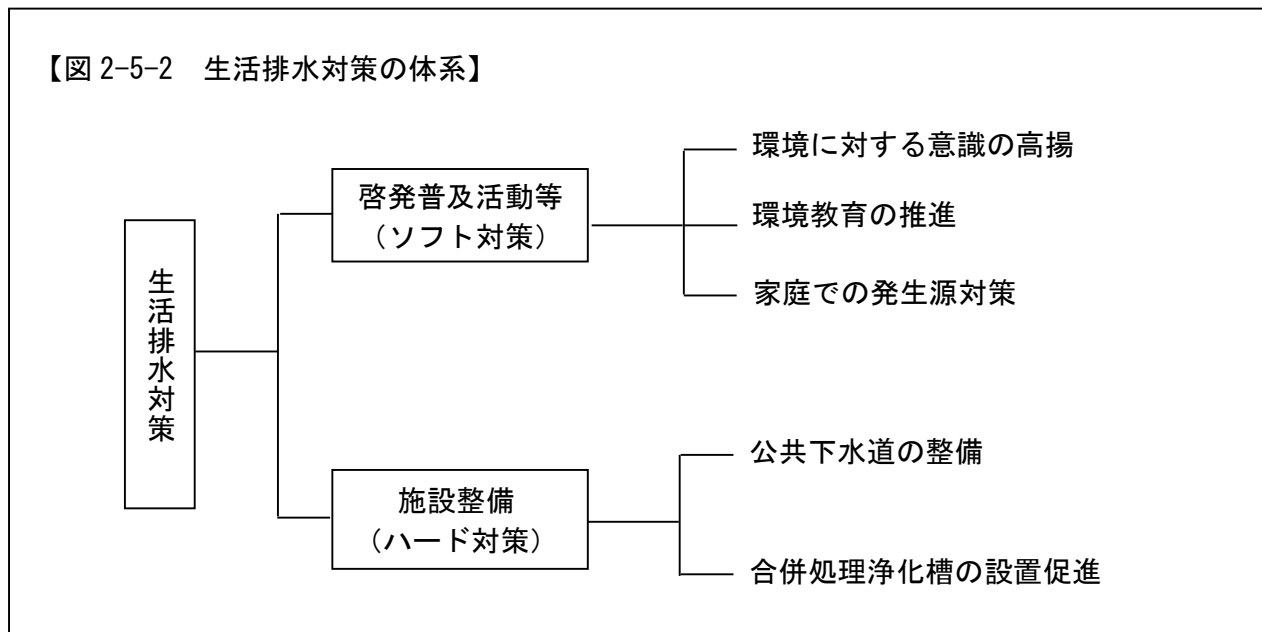 【図 2-5-2　生活排水対策の体系】
生活排水対策
啓発普及活動等
（ソフト対策）
環境に対する意識の高揚
環境教育の推進
家庭での発生源対策
施設整備
（ハード対策）
公共下水道の整備
合併処理浄化槽の設置促進